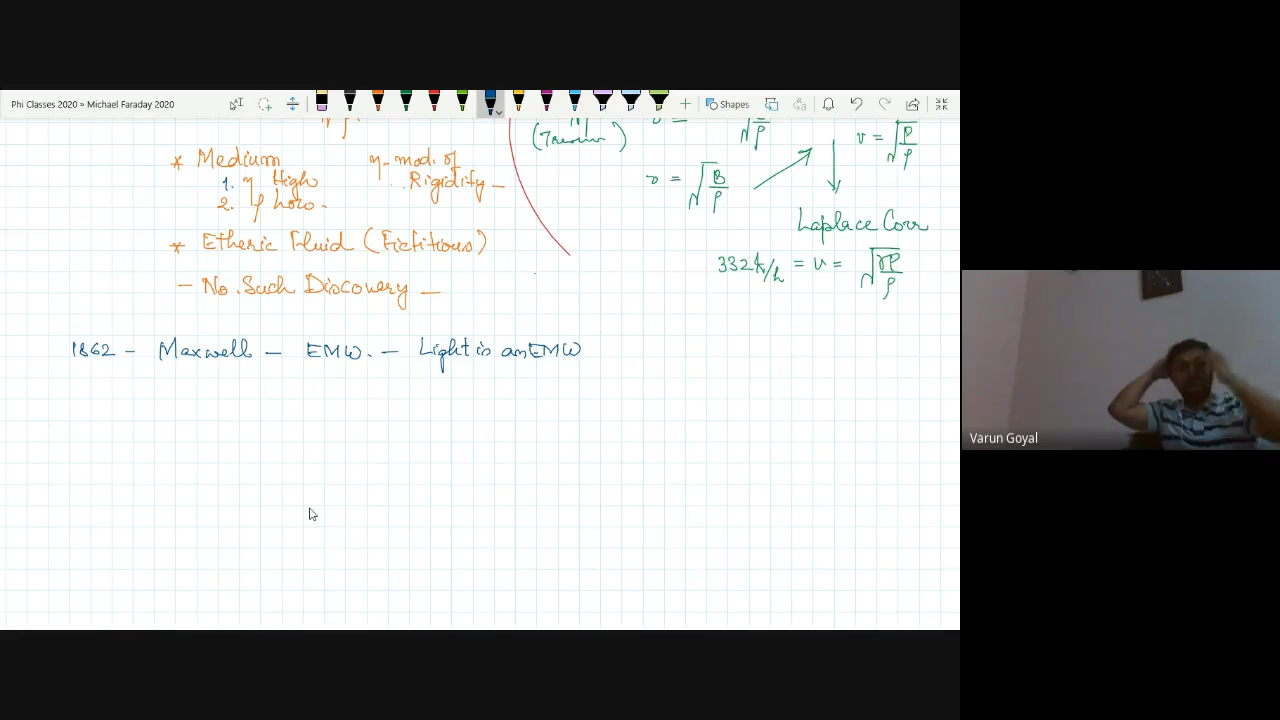 Phi Classes 2020 » Michael Faraday 2020
Shapes
* Medium
1. η High
2. ρ Low.
η - mod. of
Rigidity -
* Etheric Fluid (Fictitious)
- No Such Discovery -
v = √B/ρ
v = √P/ρ
Laplace Corr
332 k/h = v = √γP/ρ
1862 - Maxwell - EMW. - Light is an EMW
Varun Goyal